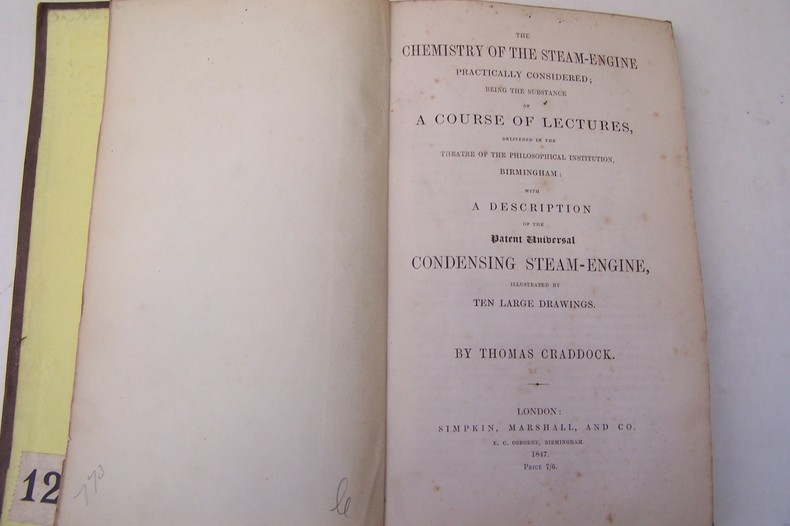 12
773
THE
CHEMISTRY OF THE STEAM-ENGINE
PRACTICALLY CONSIDERED;
BEING THE SUBSTANCE
OF
A COURSE OF LECTURES,
DELIVERED IN THE
THEATRE OF THE PHILOSOPHICAL INSTITUTION,
BIRMINGHAM:
WITH
A DESCRIPTION
OF THE
Patent Universal
CONDENSING STEAM-ENGINE,
ILLUSTRATED BY
TEN LARGE DRAWINGS.
BY THOMAS CRADDOCK.
LONDON:
SIMPKIN, MARSHALL, AND CO.
E. C. OSBORNE, BIRMINGHAM.
1847.
PRICE 7/6.